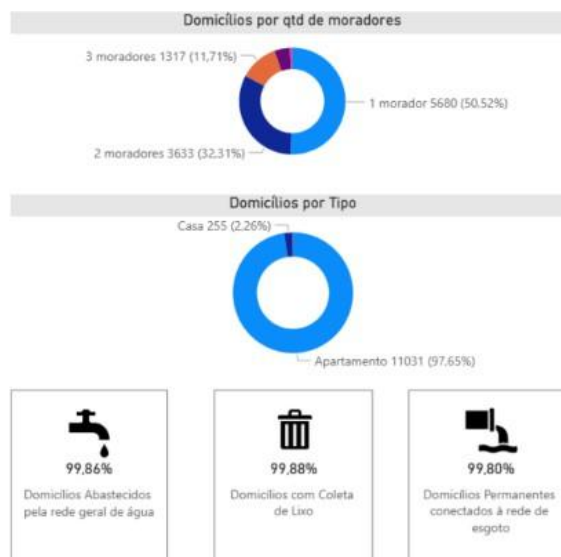 Domicílios por qtd de moradores
3 moradores 1317 (11,71%)
1 morador 5680 (50,52%)
2 moradores 3633 (32,31%)
Domicílios por Tipo
Casa 255 (2,26%)
Apartamento 11031 (97,65%)
99,86%
Domicílios Abastecidos
pela rede geral de água
99,88%
Domicílios com Coleta
de Lixo
99,80%
Domicílios Permanentes
conectados à rede de
esgoto